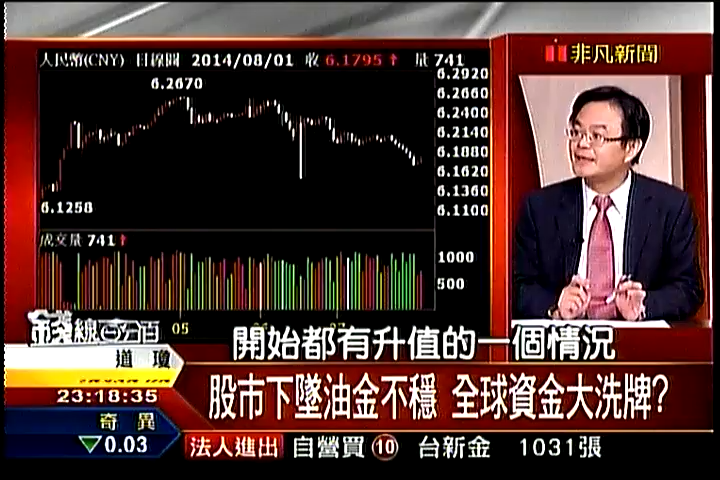 人民幣(CNY) 日線圖 2014/08/01 收 6.1795↑ 量 741
非凡新聞
6.2670
6.1258
6.2920
6.2660
6.2400
6.2140
6.1880
6.1620
6.1360
6.1100
成交量 741↑
1000
500
05
錢線百分百
開始都有升值的一個情況
道瓊
股市下墜油金不穩 全球資金大洗牌?
23:18:35
奇異
▽0.03
法人進出 自營買⑩ 台新金 1031張